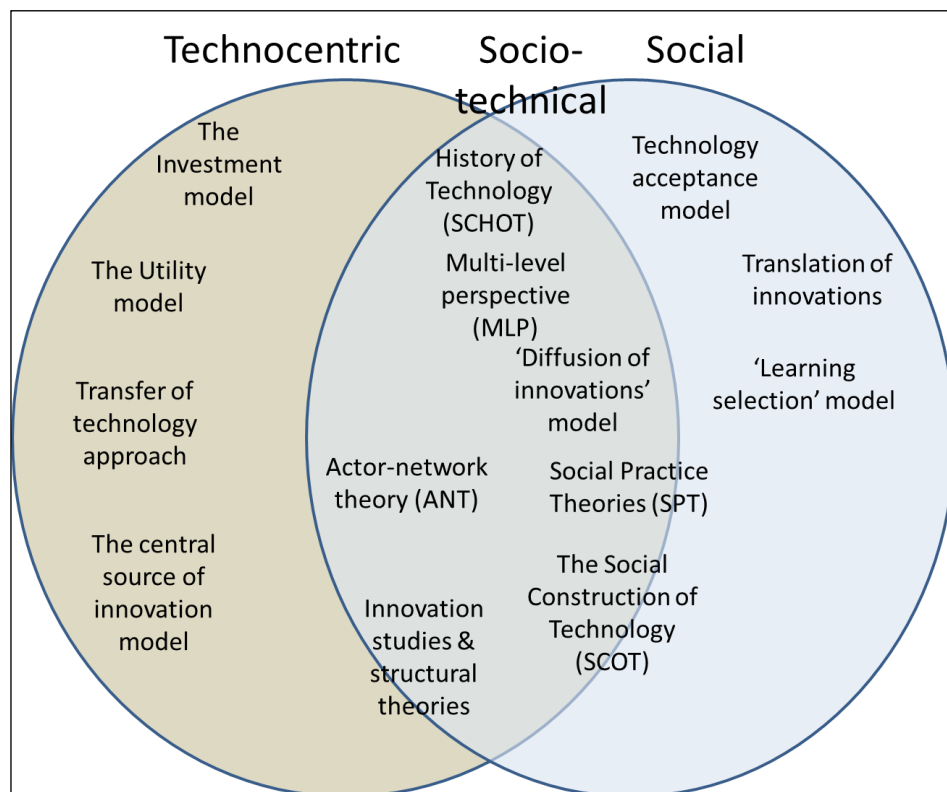 Technocentric
Socio-
technical
Social
The
Investment
model
The Utility
model
Transfer of
technology
approach
The central
source of
innovation
model
History of
Technology
(SCHOT)
Multi-level
perspective
(MLP)
‘Diffusion of
innovations’
model
Actor-network
theory (ANT)
Social Practice
Theories (SPT)
The Social
Construction of
Technology
(SCOT)
Innovation
studies &
structural
theories
Technology
acceptance
model
Translation of
innovations
‘Learning
selection’ model